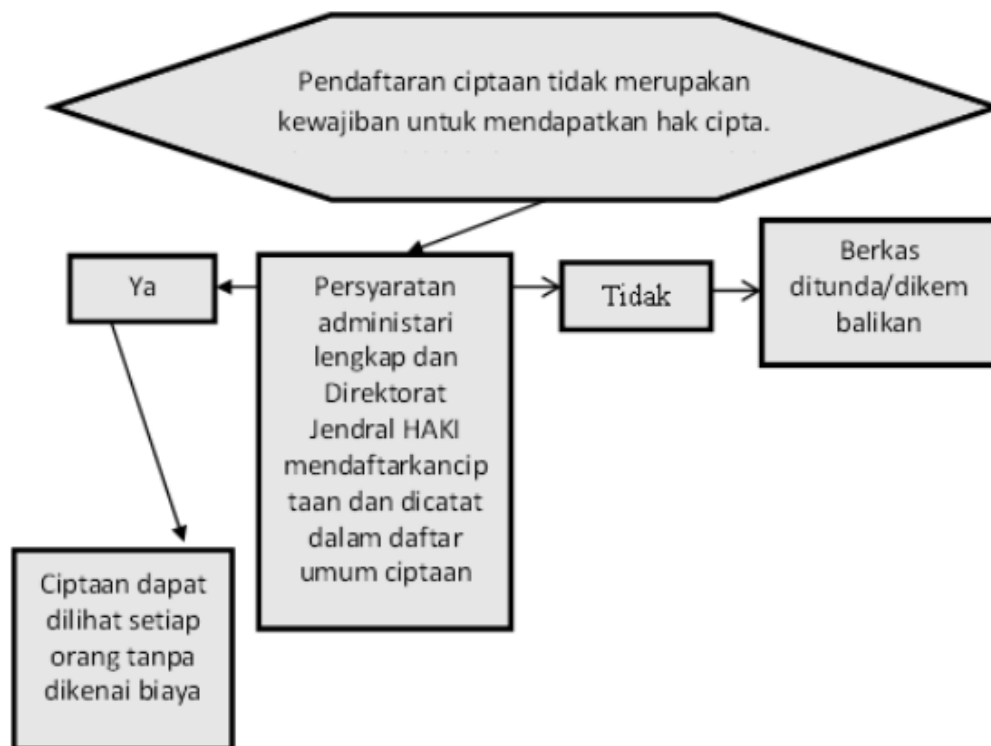 Pendaftaran ciptaan tidak merupakan
kewajiban untuk mendapatkan hak cipta.
Ya
Persyaratan
administari
lengkap dan
Direktorat
Jendral HAKI
mendaftarkancip
taan dan dicatat
dalam daftar
umum ciptaan
Tidak
Berkas
ditunda/dikem
balikan
Ciptaan dapat
dilihat setiap
orang tanpa
dikenai biaya